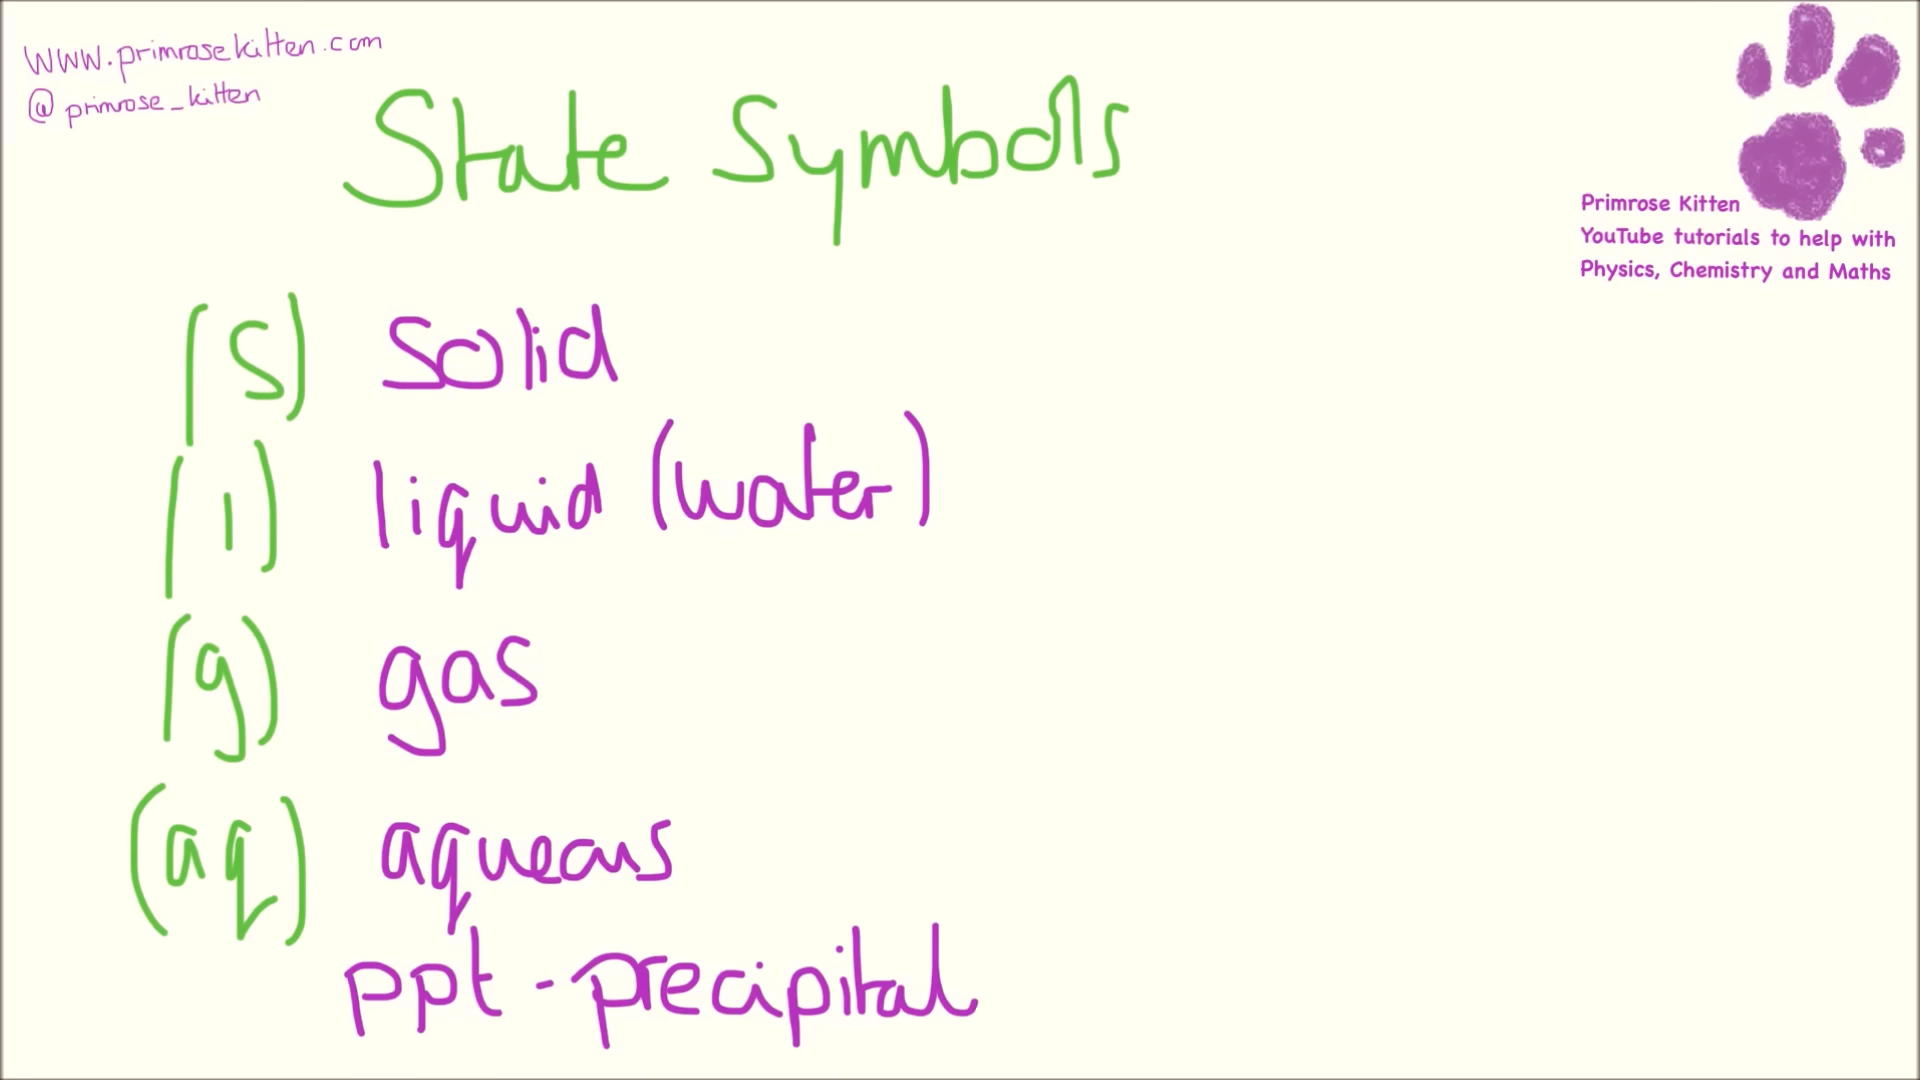 www.primrosekitten.com
@primrose_kitten
State Symbols
Primrose Kitten
YouTube tutorials to help with
Physics, Chemistry and Maths
(s) solid
(l) liquid (water)
(g) gas
(aq) aqueous
ppt - precipital